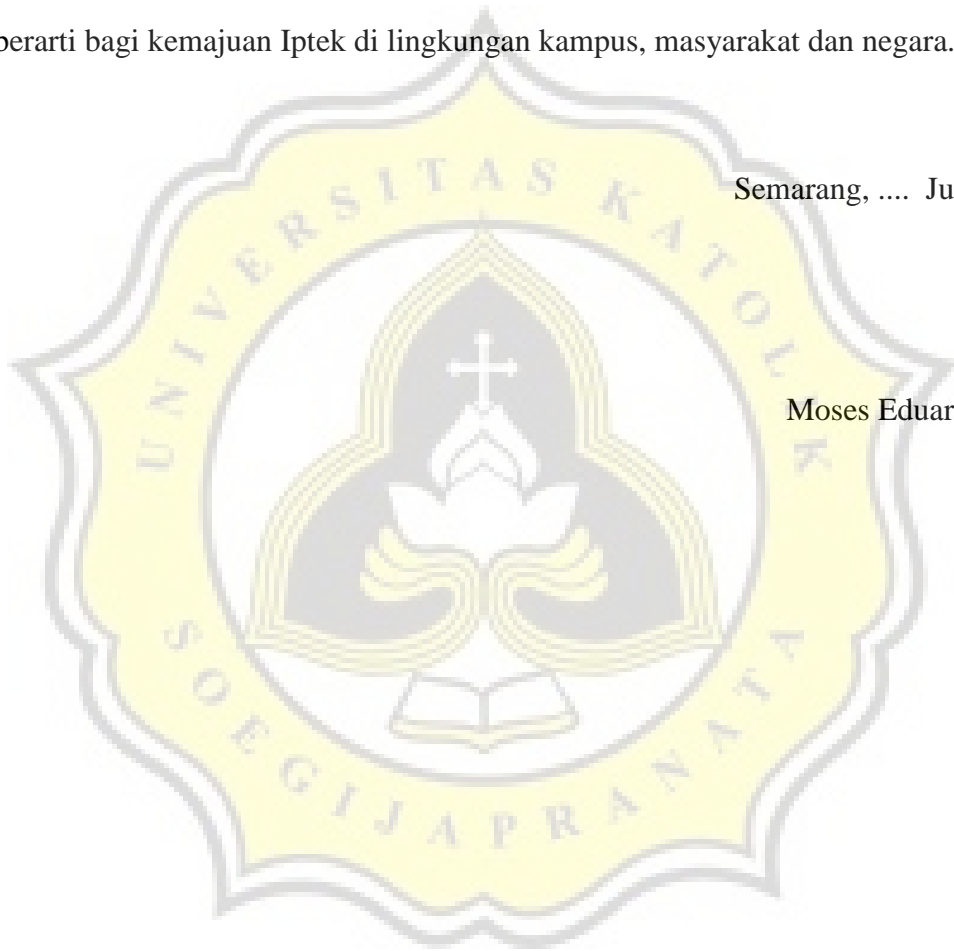 berarti bagi kemajuan Iptek di lingkungan kampus, masyarakat dan negara.
Semarang, .... Ju
Moses Eduar
UNIVERSITAS KATOLIK
SOEGIJAPRANATA